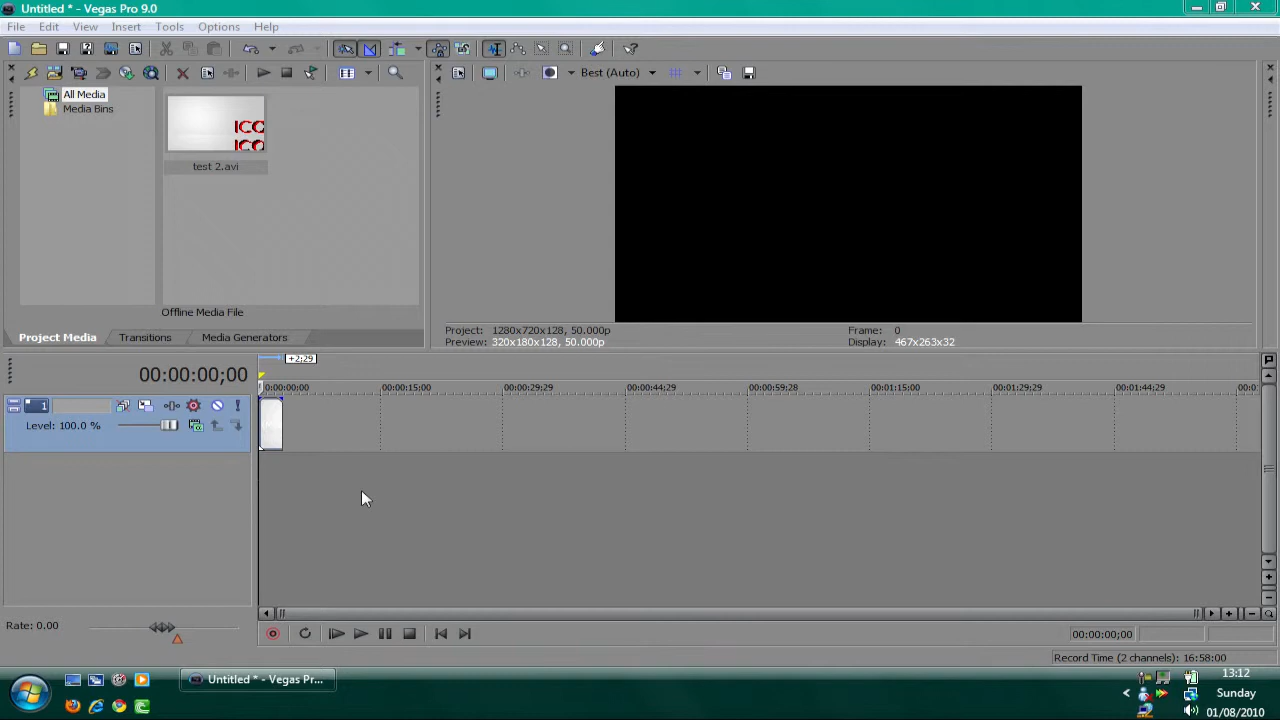 Untitled * - Vegas Pro 9.0
File Edit View Insert Tools Options Help
Best (Auto)
All Media
Media Bins
ICO
ICO
test 2.avi
Offline Media File
Project Media Transitions Media Generators
Project: 1280x720x128, 50.000p
Preview: 320x180x128, 50.000p
Frame: 0
Display: 467x263x32
+2;29
00:00:00;00
0:00:00;00 00:00:15;00 00:00:29;29 00:00:44;29 00:00:59;28 00:01:15;00 00:01:29;29 00:01:44;29 00:0
1
Level: 100.0 %
Rate: 0.00
00:00:00;00
Record Time (2 channels): 16:58:00
Untitled * - Vegas Pr...
13:12
Sunday
01/08/2010